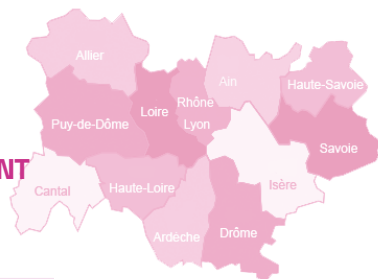 Allier
Ain
Haute-Savoie
Rhône
Loire
Puy-de-Dôme
Lyon
Savoie
NT
Isère
Cantal
Haute-Loire
Ardèche
Drôme